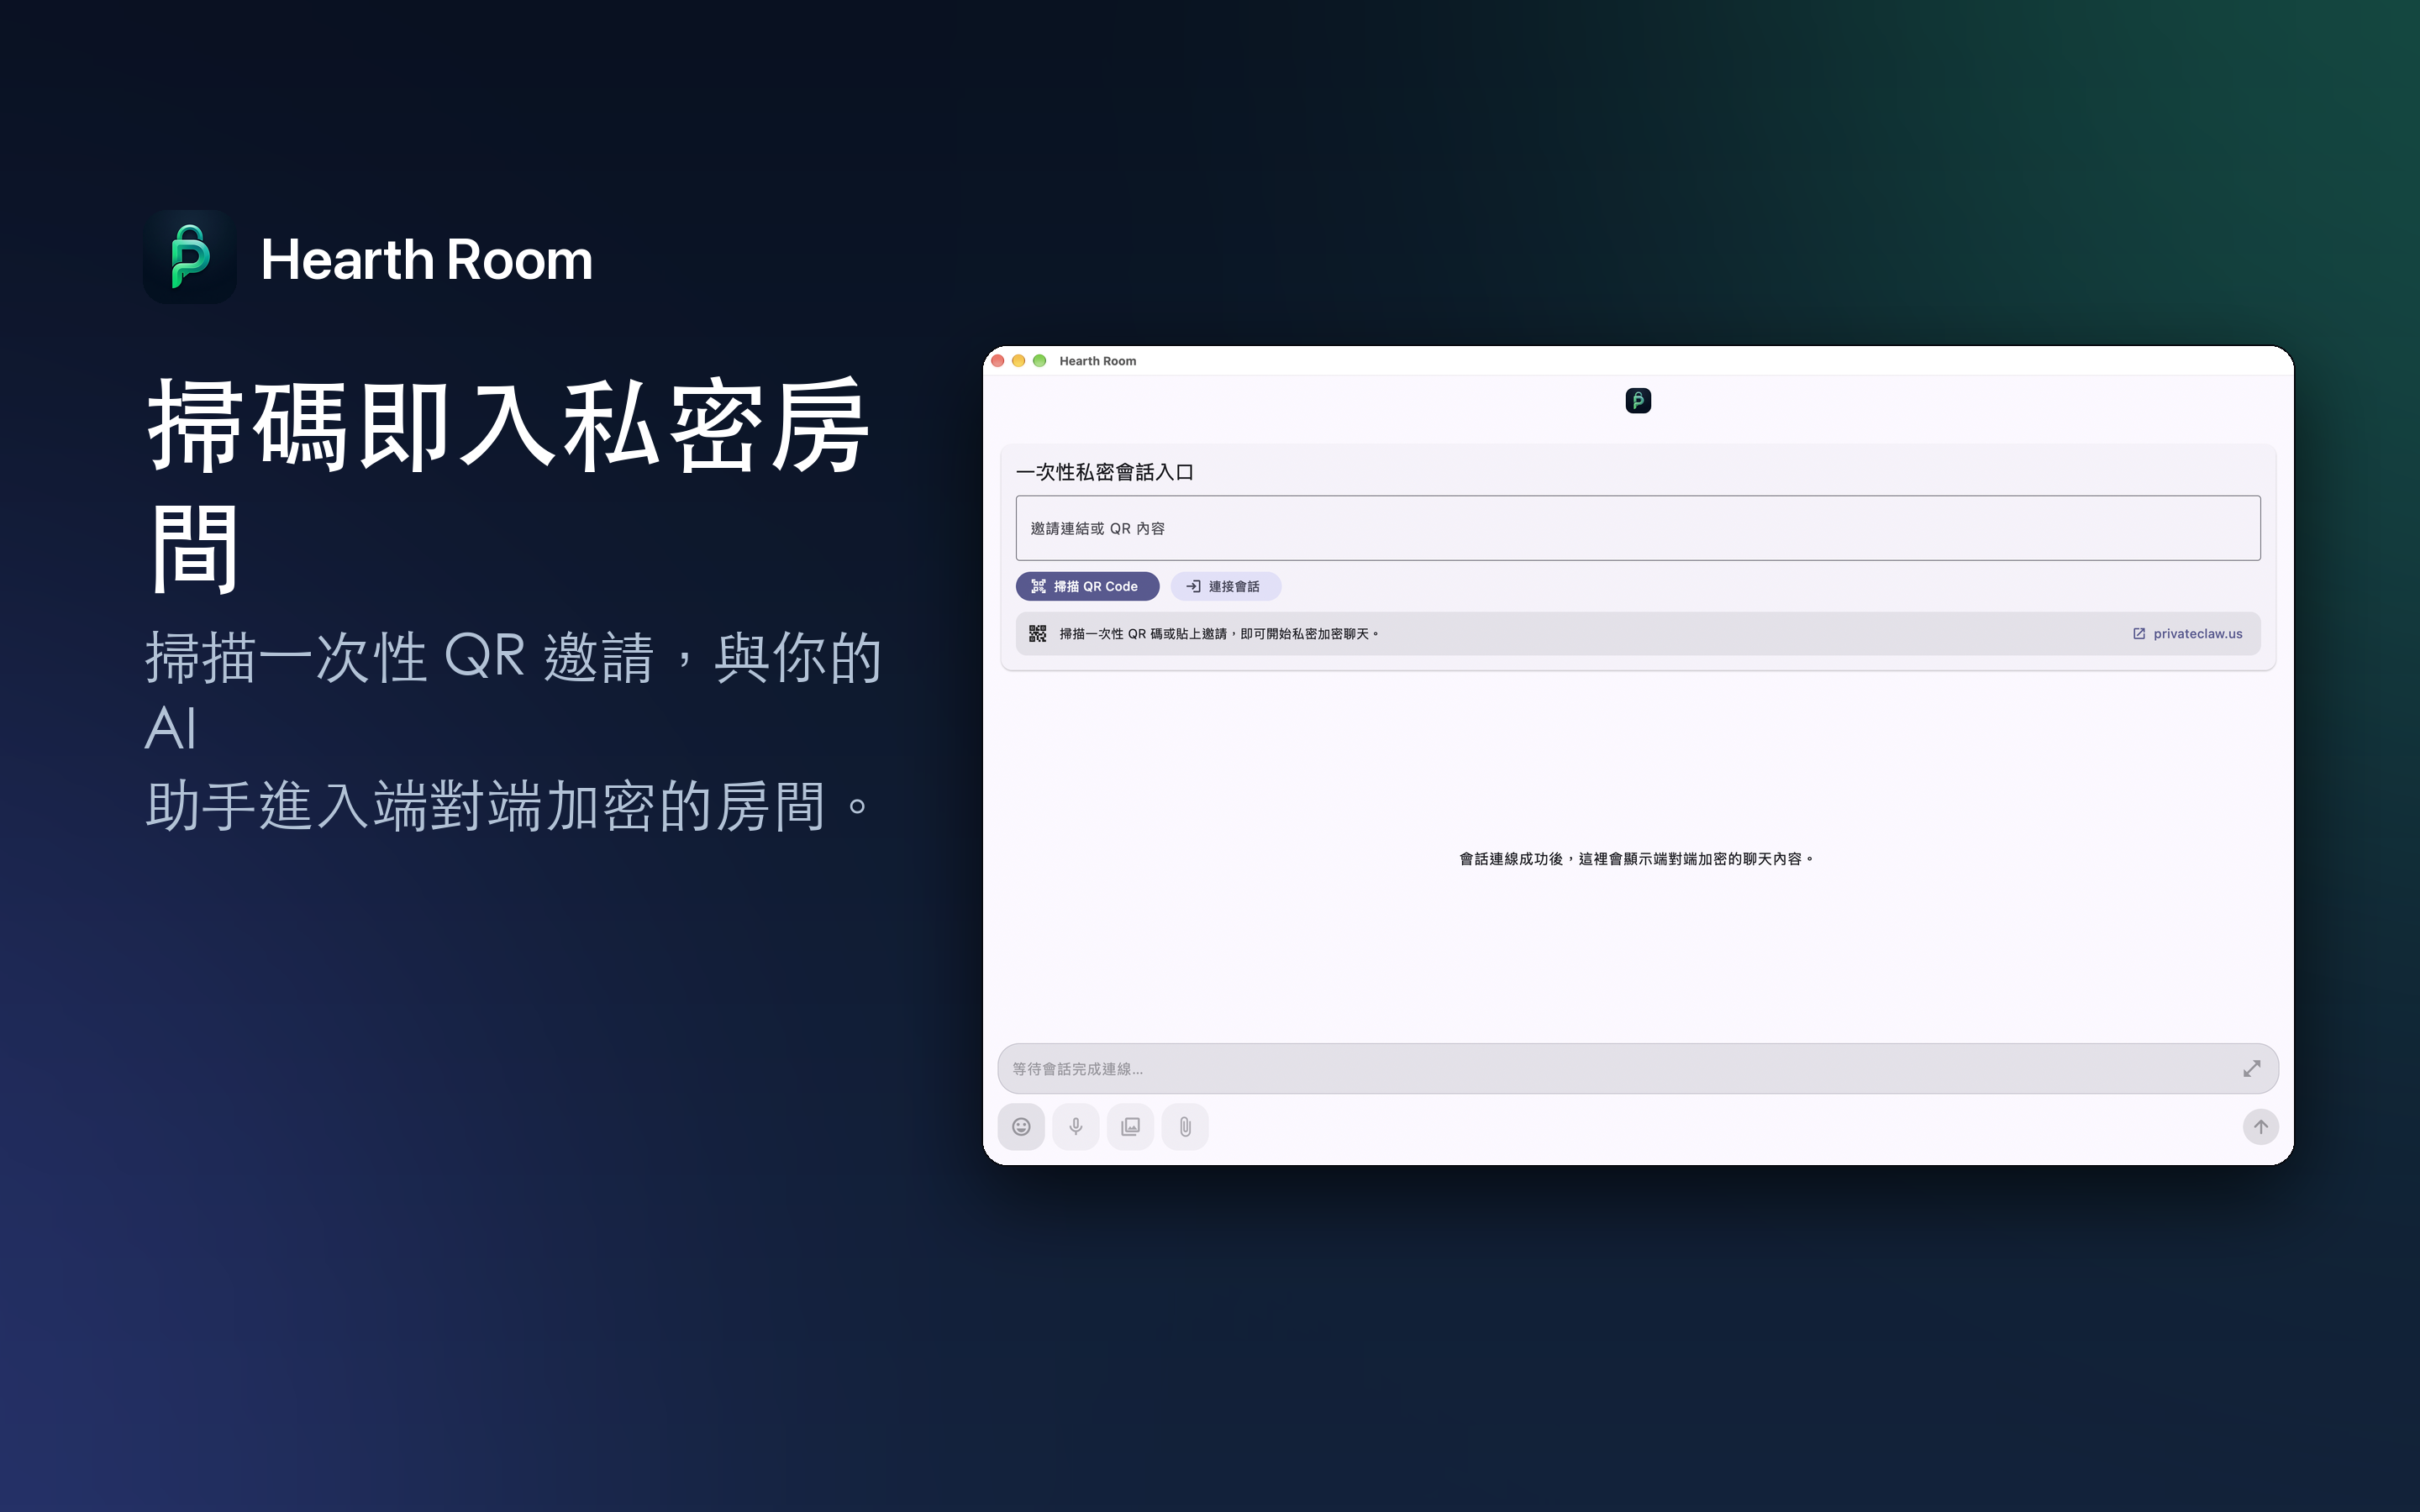 Hearth Room
掃碼即入私密房
間
掃描一次性 QR 邀請，與你的
AI
助手進入端對端加密的房間。
Hearth Room
一次性私密會話入口
邀請連結或 QR 內容
掃描 QR Code
連接會話
掃描一次性 QR 碼或貼上邀請，即可開始私密加密聊天。
privateclaw.us
會話連線成功後，這裡會顯示端對端加密的聊天內容。
等待會話完成連線...